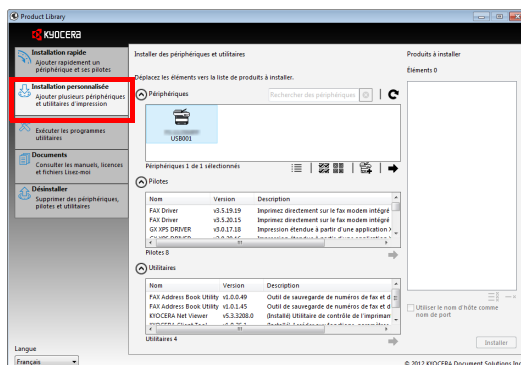 Product Library
KYOCERA
Installation rapide
Ajouter rapidement un
périphérique et ses pilotes
Installation personnalisée
Ajouter plusieurs périphériques
et utilitaires d'impression
Exécuter les programmes
utilitaires
Documents
Consulter les manuels, licences
et fichiers Lisez-moi
Désinstaller
Supprimer des périphériques,
pilotes et utilitaires
Langue
Français
Installer des périphériques et utilitaires
Déplacez les éléments vers la liste de produits à installer.
Périphériques
Rechercher des périphériques
USB001
Périphériques 1 de 1 sélectionnés
Pilotes
Nom Version Description
FAX Driver v3.5.19.19 Imprimez directement sur le fax modem intégré
FAX Driver v3.5.20.15 Imprimez directement sur le fax modem intégré
GX XPS DRIVER v3.0.17.18 Impression étendue à partir d'une application X
Pilotes 8
Utilitaires
Nom Version Description
FAX Address Book Utility v1.0.0.49 Outil de sauvegarde de numéros de fax et d
FAX Address Book Utility v1.0.1.45 Outil de sauvegarde de numéros de fax et d
KYOCERA Net Viewer v5.3.3208.0 (Installé) Utilitaire de contrôle de l'imprimant
Utilitaires 4
Produits à installer
Éléments 0
Utiliser le nom d'hôte comme
nom de port
Installer
© 2012 KYOCERA Document Solutions Inc.